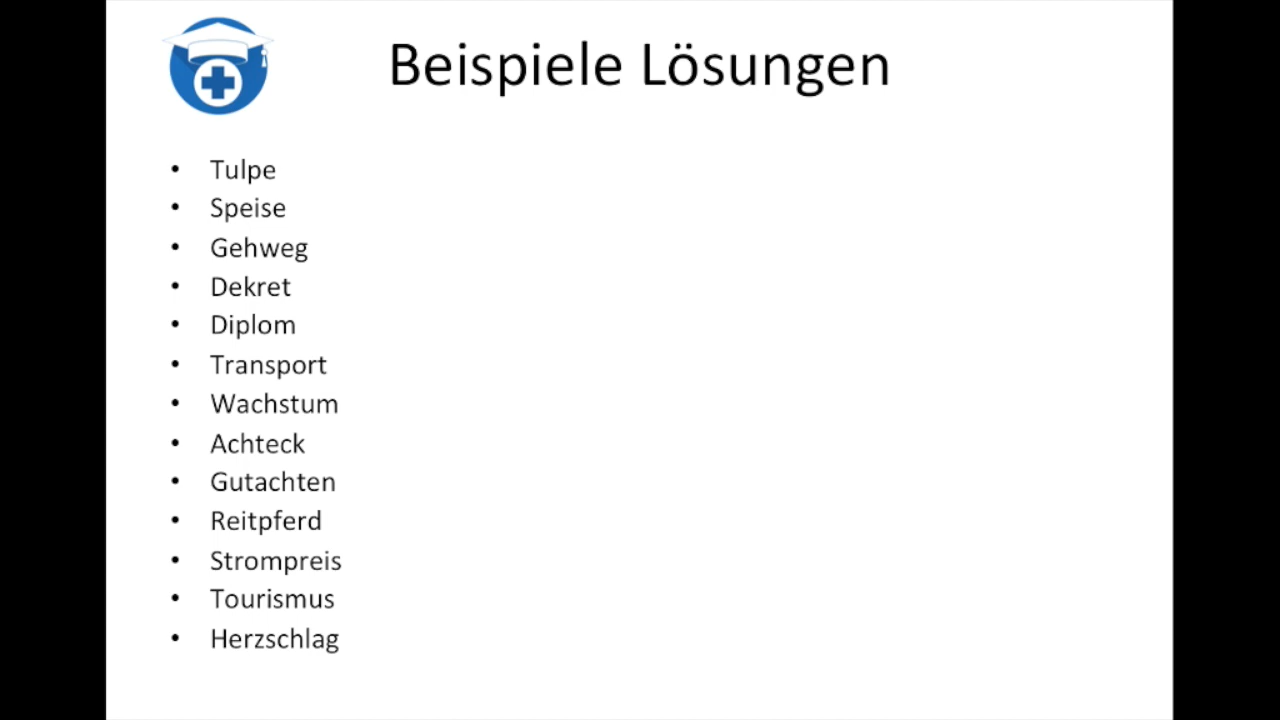 Beispiele Lösungen
• Tulpe
• Speise
• Gehweg
• Dekret
• Diplom
• Transport
• Wachstum
• Achteck
• Gutachten
• Reitpferd
• Strompreis
• Tourismus
• Herzschlag